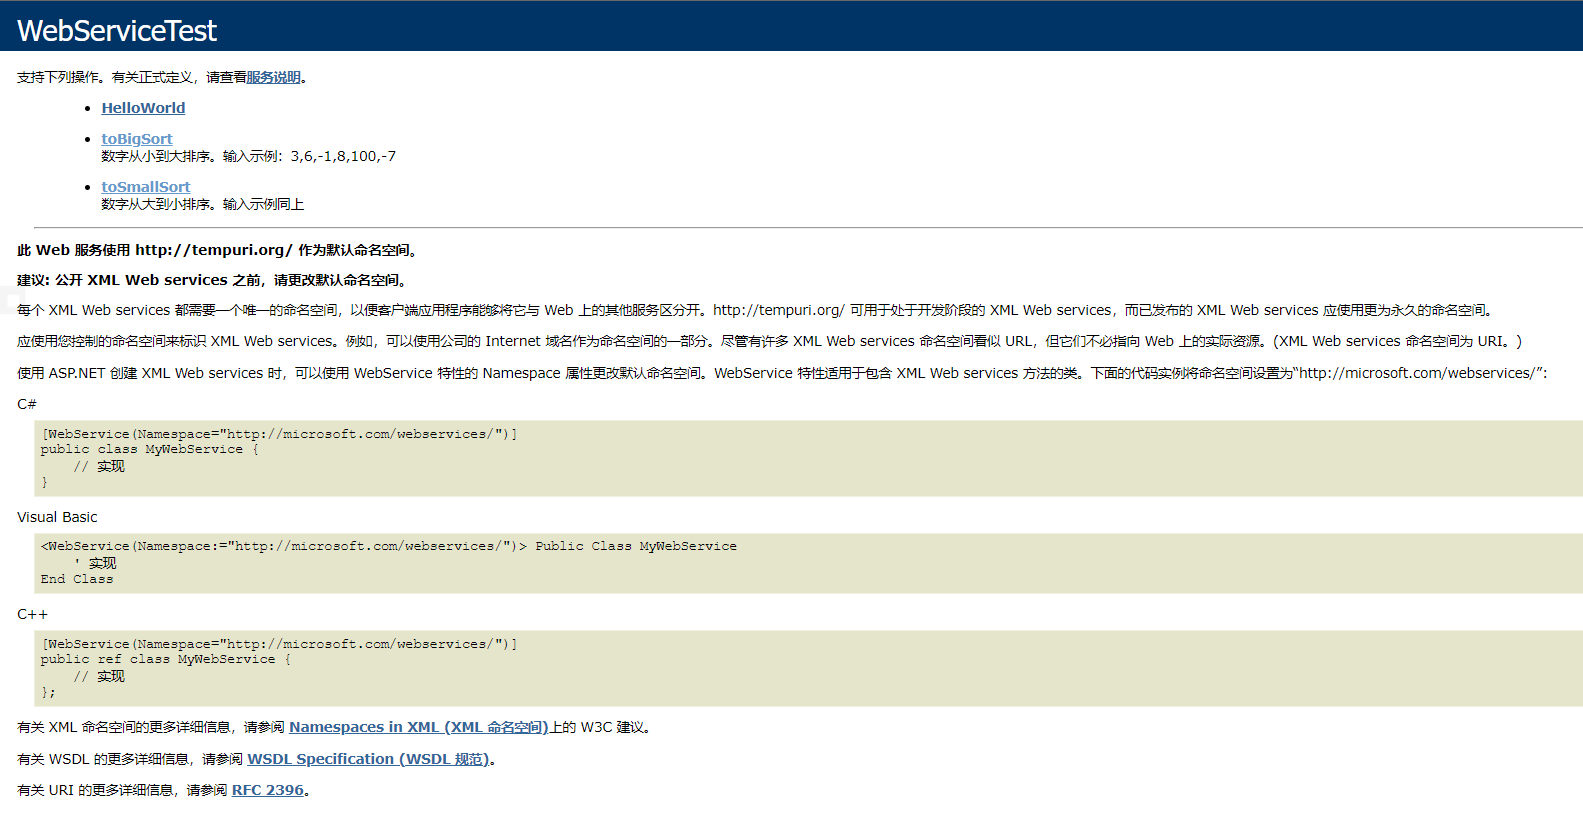 WebServiceTest
支持下列操作。有关正式定义，请查看服务说明。
HelloWorld
toBigSort
数字从小到大排序。输入示例：3,6,-1,8,100,-7
toSmallSort
数字从大到小排序。输入示例同上
此 Web 服务使用 http://tempuri.org/ 作为默认命名空间。
建议: 公开 XML Web services 之前，请更改默认命名空间。
每个 XML Web services 都需要一个唯一的命名空间，以便客户端应用程序能够将它与 Web 上的其他服务区分开。http://tempuri.org/ 可用于处于开发阶段的 XML Web services，而已发布的 XML Web services 应使用更为永久的命名空间。
应使用您控制的命名空间来标识 XML Web services。例如，可以使用公司的 Internet 域名作为命名空间的一部分。尽管有许多 XML Web services 命名空间看似 URL，但它们不必指向 Web 上的实际资源。(XML Web services 命名空间为 URI。)
使用 ASP.NET 创建 XML Web services 时，可以使用 WebService 特性的 Namespace 属性更改默认命名空间。WebService 特性适用于包含 XML Web services 方法的类。下面的代码实例将命名空间设置为“http://microsoft.com/webservices/”:
C#
[WebService(Namespace="http://microsoft.com/webservices/")]
public class MyWebService {
// 实现
}
Visual Basic
<WebService(Namespace:="http://microsoft.com/webservices/")> Public Class MyWebService
' 实现
End Class
C++
[WebService(Namespace="http://microsoft.com/webservices/")]
public ref class MyWebService {
// 实现
};
有关 XML 命名空间的更多详细信息，请参阅 Namespaces in XML (XML 命名空间)上的 W3C 建议。
有关 WSDL 的更多详细信息，请参阅 WSDL Specification (WSDL 规范)。
有关 URI 的更多详细信息，请参阅 RFC 2396。